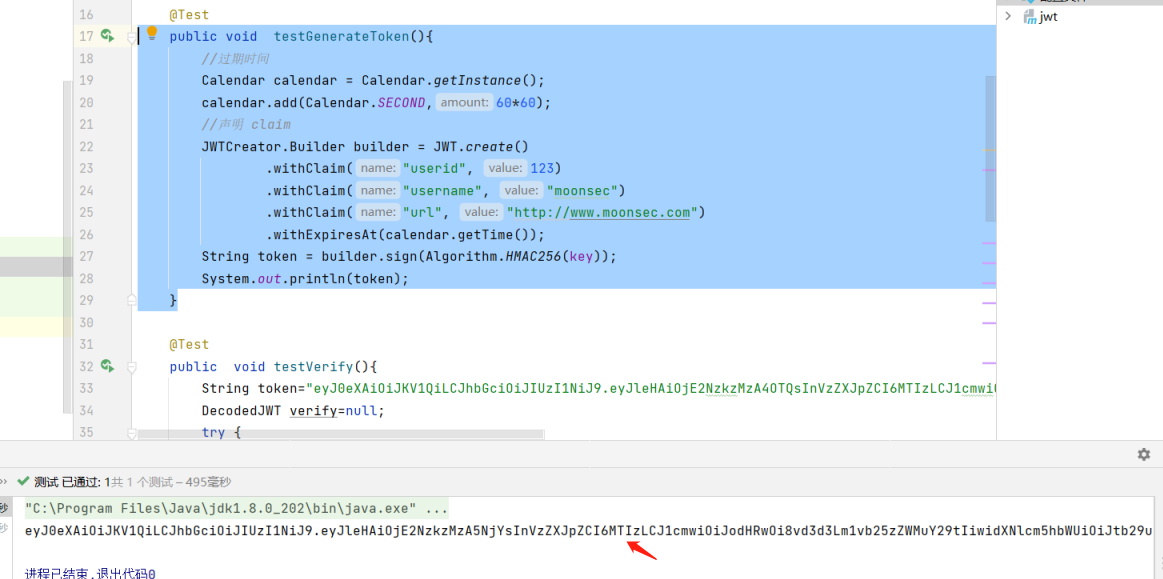 配置文件
jwt
16 @Test
17 public void testGenerateToken(){
18 //过期时间
19 Calendar calendar = Calendar.getInstance();
20 calendar.add(Calendar.SECOND, amount: 60*60);
21 //声明 claim
22 JWTCreator.Builder builder = JWT.create()
23 .withClaim( name: "userid", value: 123)
24 .withClaim( name: "username", value: "moonsec")
25 .withClaim( name: "url", value: "http://www.moonsec.com")
26 .withExpiresAt(calendar.getTime());
27 String token = builder.sign(Algorithm.HMAC256(key));
28 System.out.println(token);
29 }
30
31 @Test
32 public void testVerify(){
33 String token="eyJ0eXAiOiJKV1QiLCJhbGciOiJIUzI1NiJ9.eyJleHAiOjE2NzkzMzA4OTQsInVzZXJpZCI6MTIzLCJ1cmwi
34 DecodedJWT verify=null;
35 try {
>> 测试 已通过: 1共 1 个测试 – 495毫秒
秒 "C:\Program Files\Java\jdk1.8.0_202\bin\java.exe" ...
秒 eyJ0eXAiOiJKV1QiLCJhbGciOiJIUzI1NiJ9.eyJleHAiOjE2NzkzMzA5NjYsInVzZXJpZCI6MTIzLCJ1cmwiOiJodHRwOi8vd3d3Lm1vb25zZWMuY29tIiwidXNlcm5hbWUiOiJtb29u
进程已结束,退出代码0